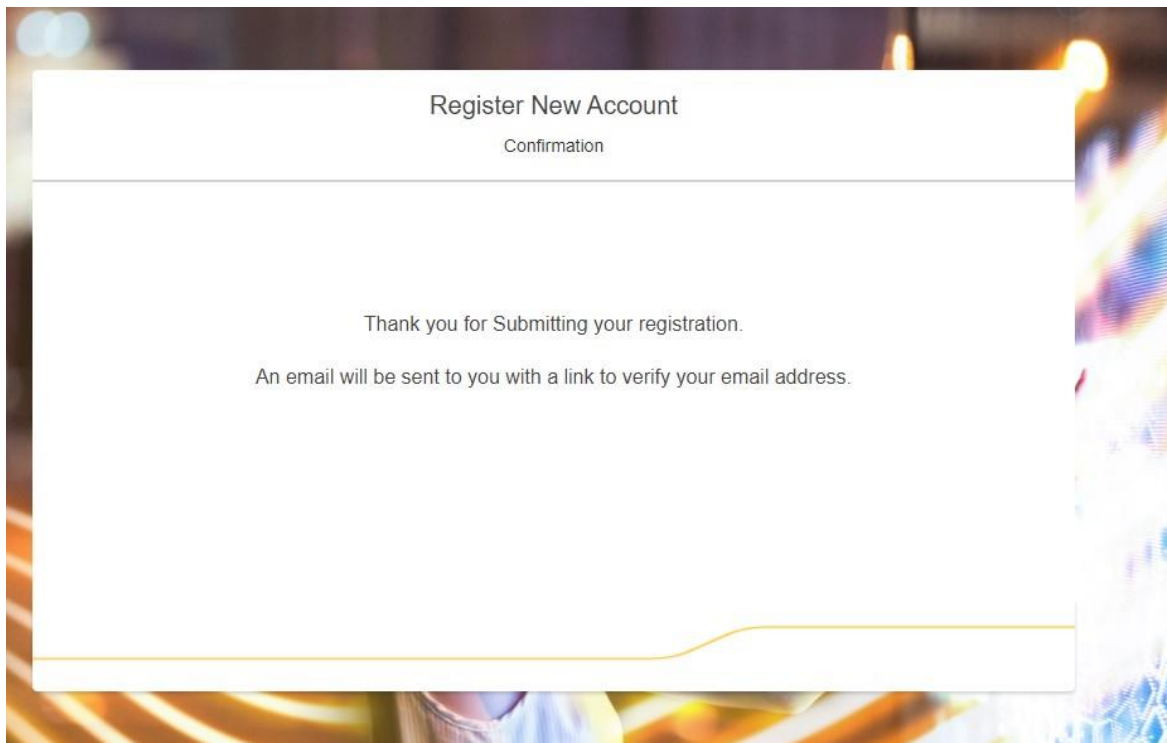 Register New Account
Confirmation
Thank you for Submitting your registration.
An email will be sent to you with a link to verify your email address.